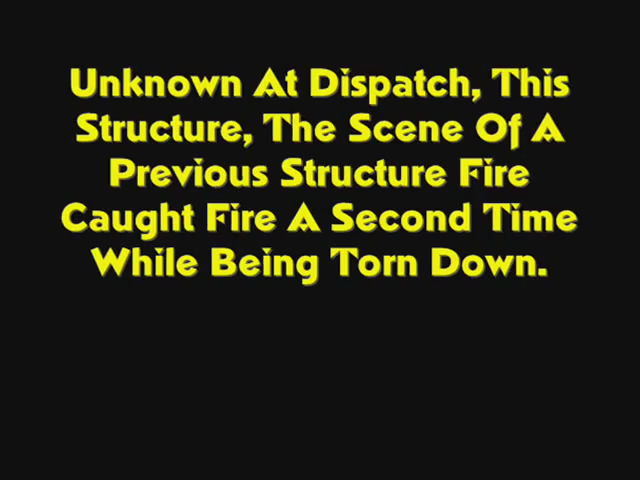 Unknown At Dispatch, This
Structure, The Scene Of A
Previous Structure Fire
Caught Fire A Second Time
While Being Torn Down.